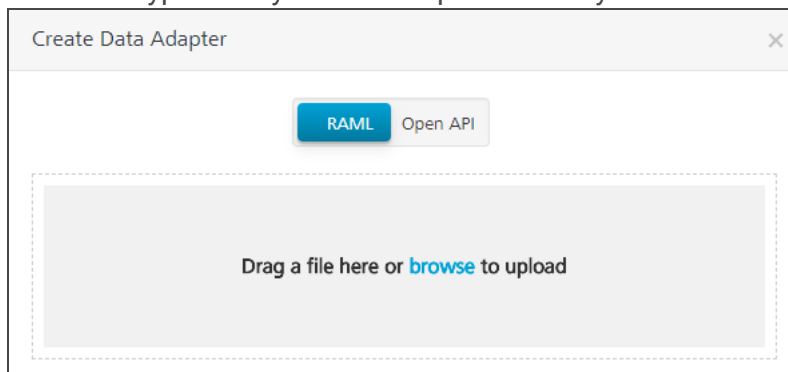 Create Data Adapter ×
RAML Open API
Drag a file here or browse to upload